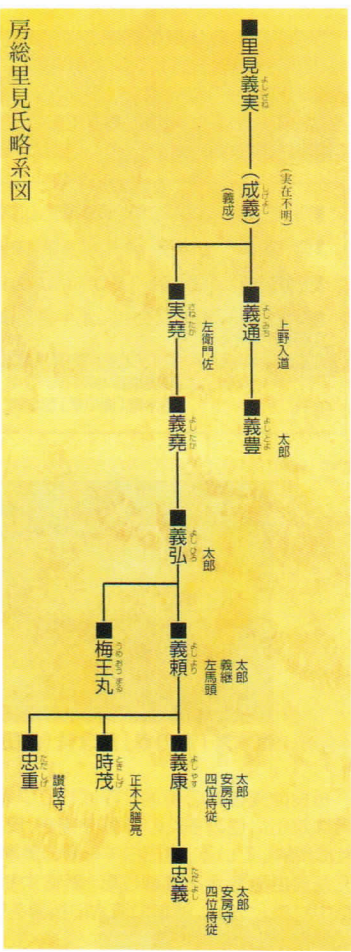 房総里見氏略系図
■里見義実
よしざね
(実在不明)
(成義)
しげよし
(義成)
上野入道
■義通
よしみち
太郎
■義豊
よしとよ
左衛門佐
■実堯
さねたか
■義堯
よしたか
太郎
■義弘
よしひろ
太郎
義継
左馬頭
■義頼
よしより
■梅王丸
うめおうまる
太郎
安房守
四位侍従
■義康
よしやす
正木大膳亮
■時茂
ときしげ
讃岐守
■忠重
ただしげ
太郎
安房守
四位侍従
■忠義
ただよし